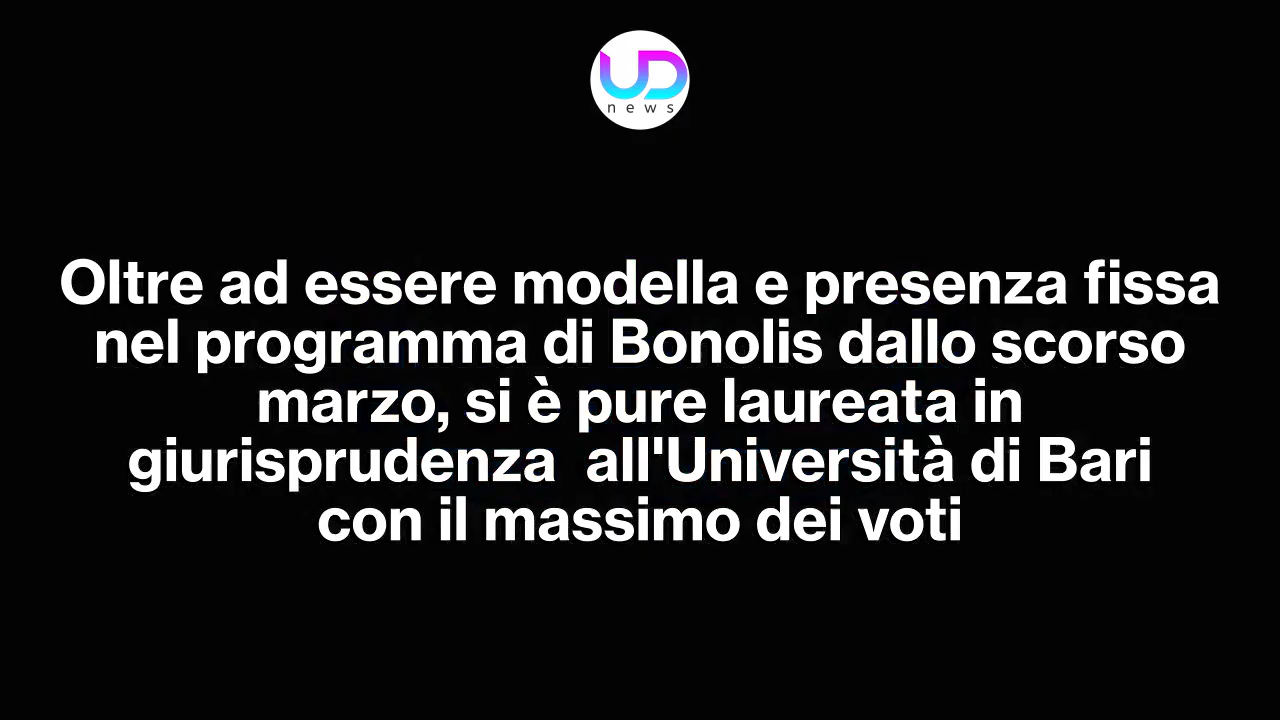 UD
news
Oltre ad essere modella e presenza fissa
nel programma di Bonolis dallo scorso
marzo, si è pure laureata in
giurisprudenza  all'Università di Bari
con il massimo dei voti